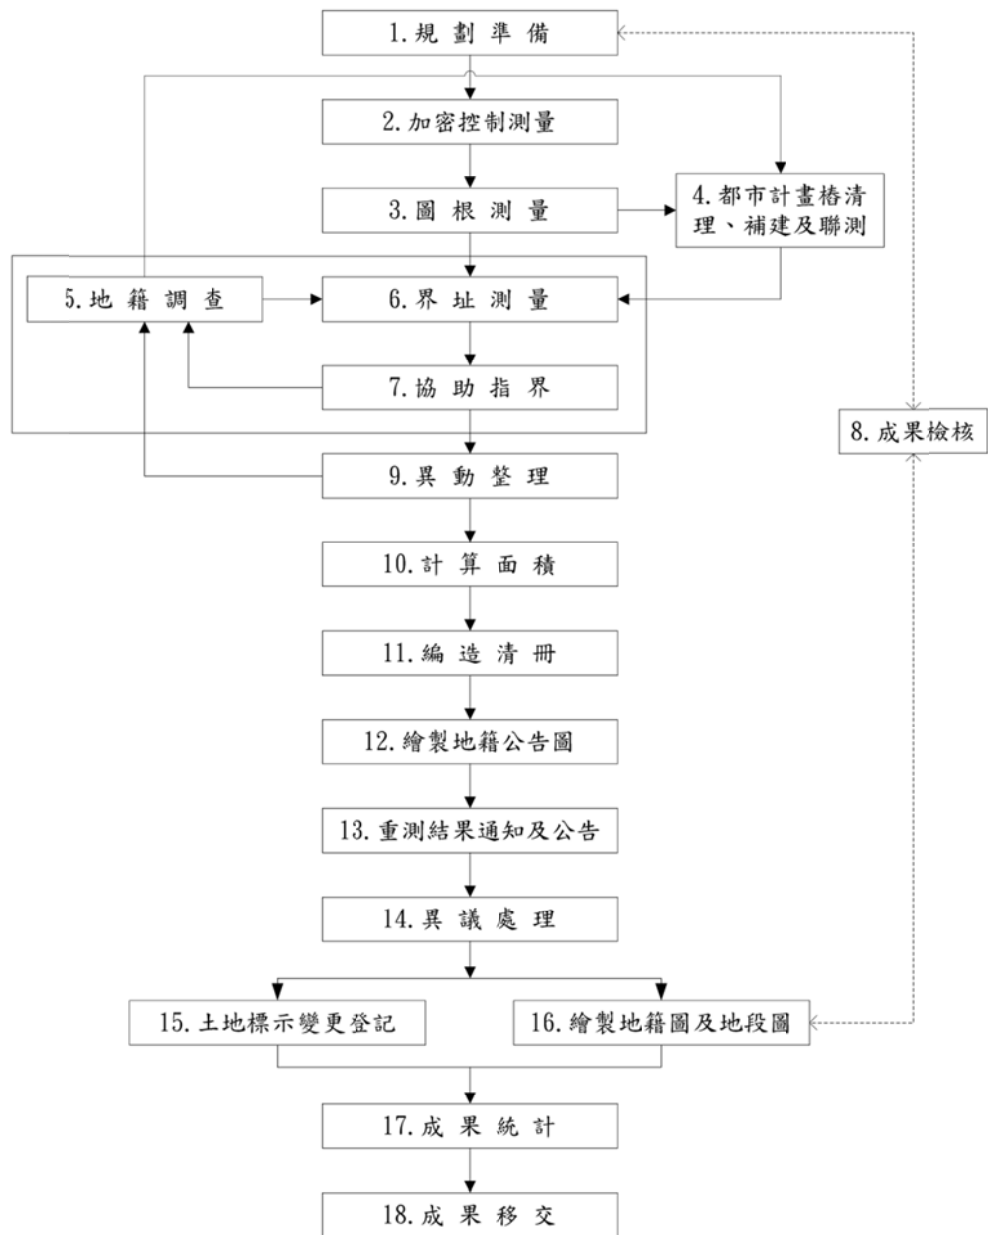 1.規劃準備
2.加密控制測量
3.圖根測量
4.都市計畫樁清
理、補建及聯測
5.地籍調查
6.界址測量
7.協助指界
8.成果檢核
9.異動整理
10.計算面積
11.編造清冊
12.繪製地籍公告圖
13.重測結果通知及公告
14.異議處理
15.土地標示變更登記
16.繪製地籍圖及地段圖
17.成果統計
18.成果移交